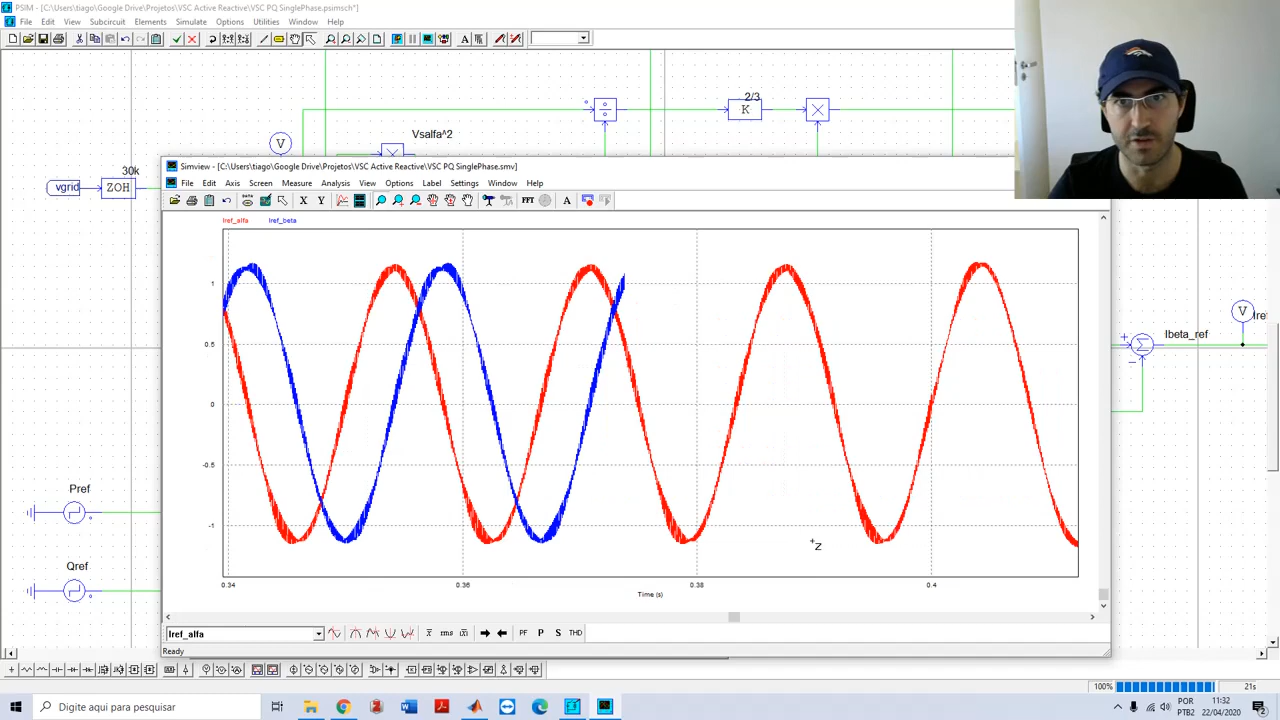 PSIM - [C:\Users\tiago\Google Drive\Projetos\VSC Active Reactive\VSC PQ SinglePhase.psimsch*]
File Edit View Subcircuit Elements Simulate Options Utilities Window Help
2/3
K
V
Vsalfa^2
30k
vgrid
ZOH
Simview - [C:\Users\tiago\Google Drive\Projetos\VSC Active Reactive\VSC PQ SinglePhase.smv]
File Edit Axis Screen Measure Analysis View Options Label Settings Window Help
X Y FFT A
Iref_alfa Iref_beta
1
0.5
0
-0.5
-1
0.34 0.36 0.38 0.4
Time (s)
Z
V
Ibeta_ref
Pref
Qref
Iref_alfa
x rms |x| PF P S THD
Ready
100% 21s
Digite aqui para pesquisar
POR
PTB2
11:32
22/04/2020
2